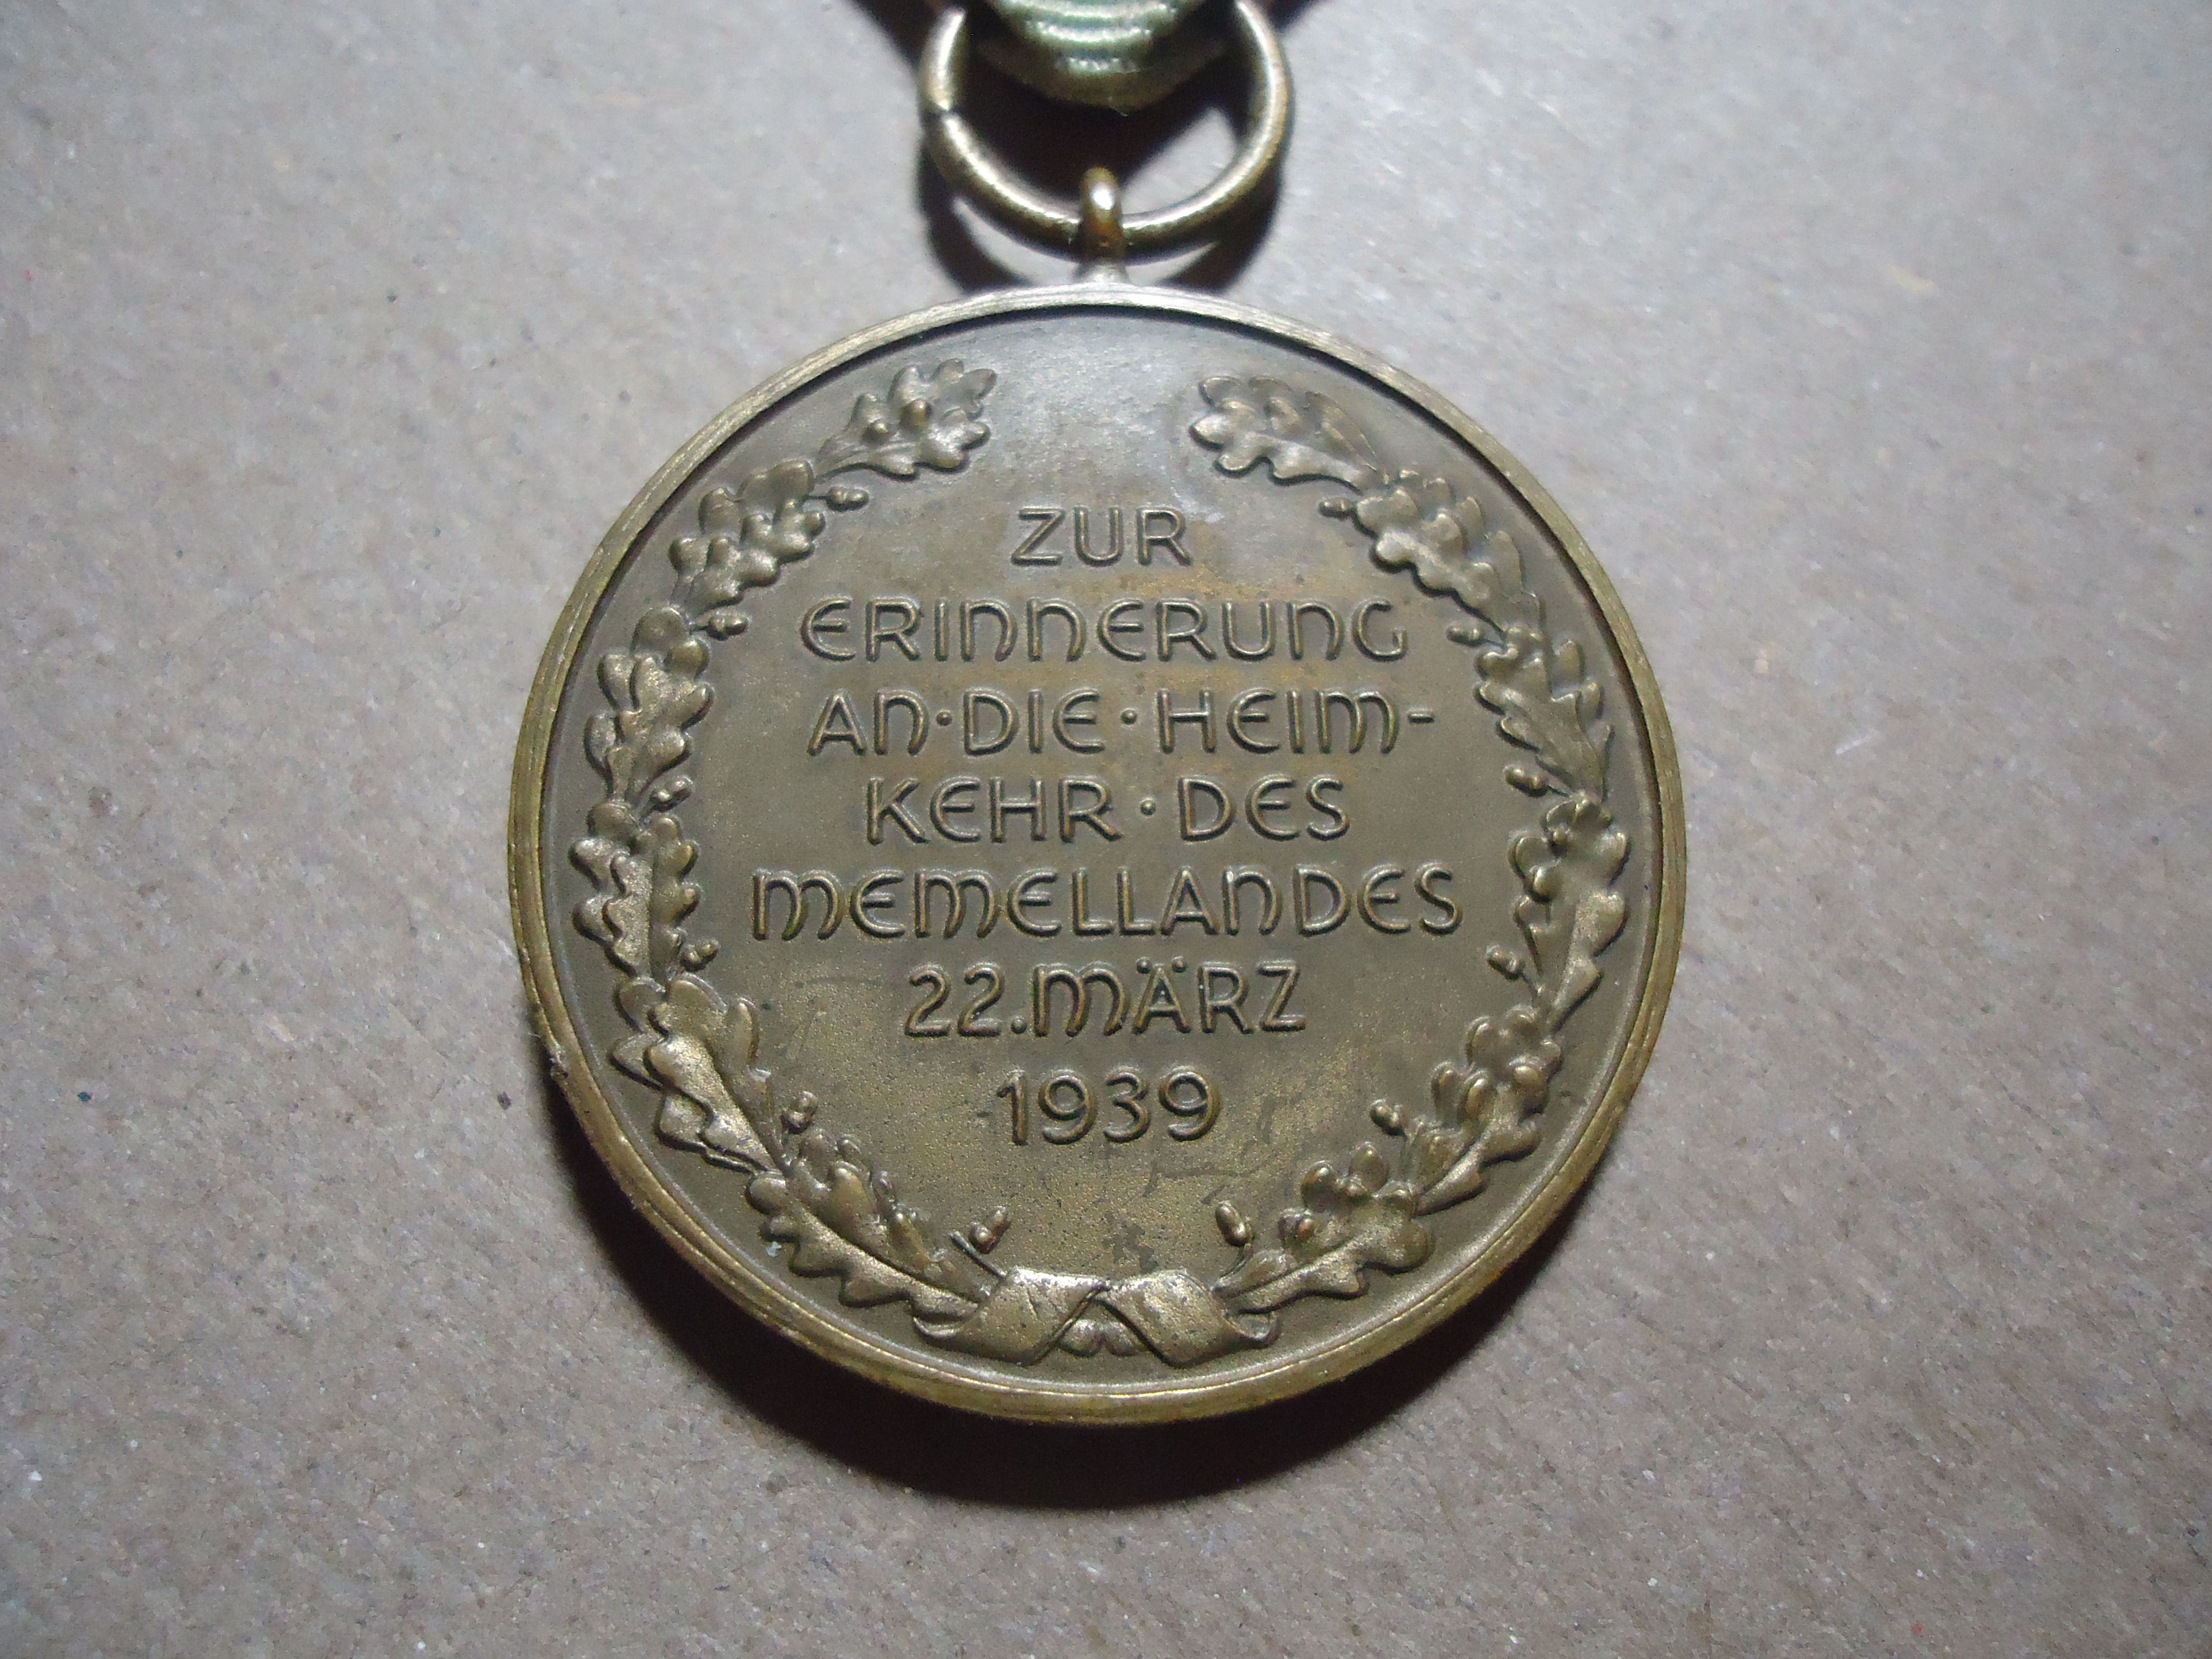 ZUR
ERINNERUNG
AN·DIE·HEIM-
KEHR·DES
MEMELLANDES
22.MÄRZ
1939